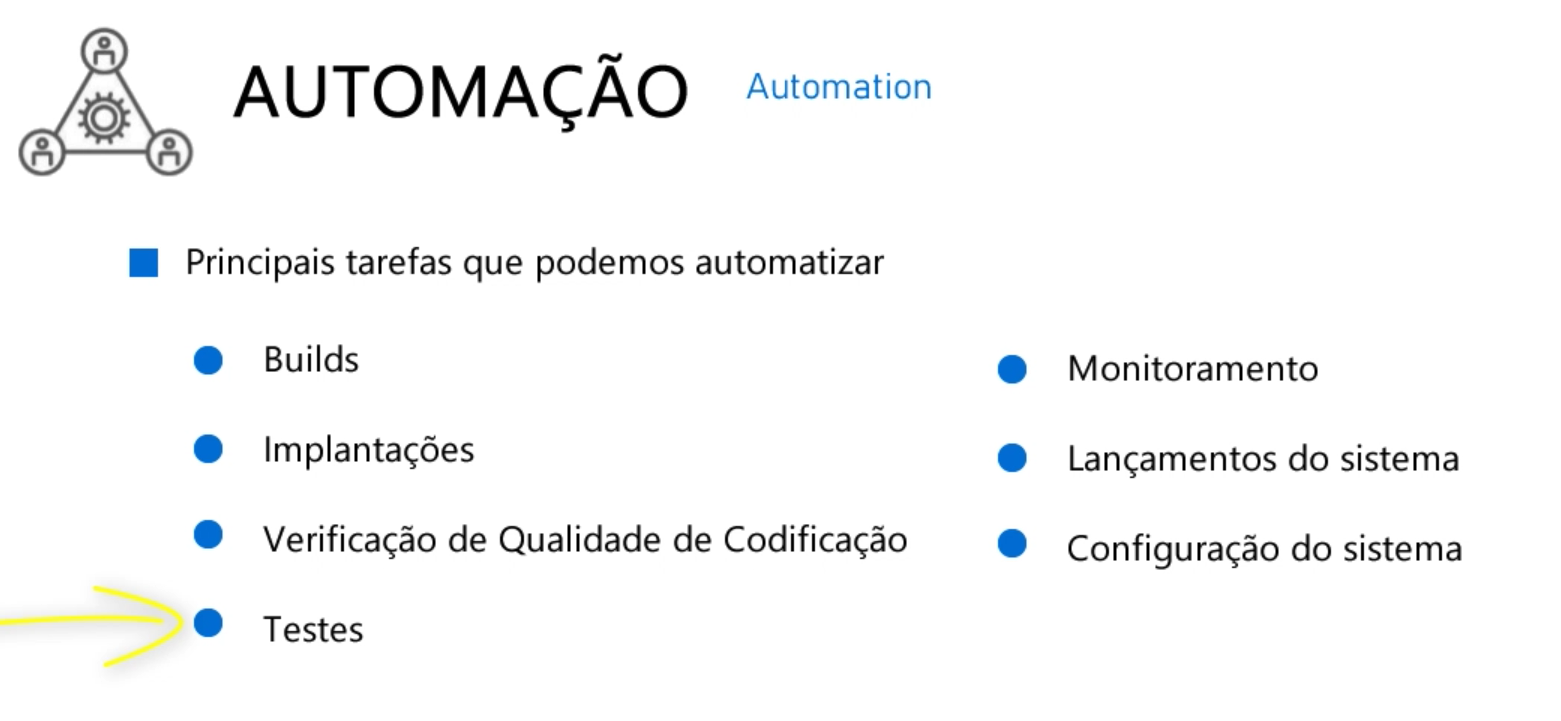 AUTOMAÇÃO Automation
Principais tarefas que podemos automatizar
Builds
Implantações
Verificação de Qualidade de Codificação
Testes
Monitoramento
Lançamentos do sistema
Configuração do sistema